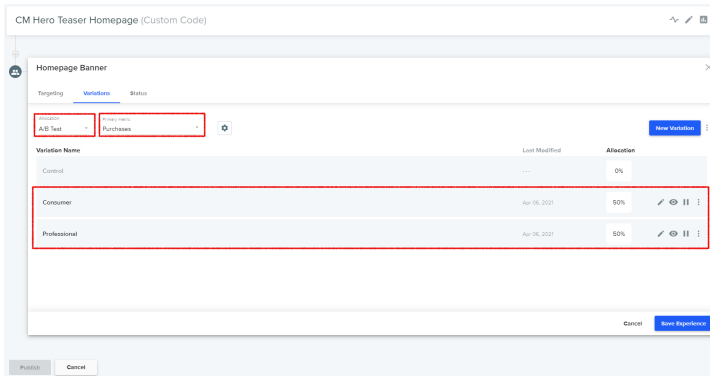 CM Hero Teaser Homepage (Custom Code)
Homepage Banner
Targeting Variations Status
Allocation Primary metric
A/B Test Purchases
New Variation
Variation Name Last Modified Allocation
Control --- 0%
Consumer Apr 06, 2021 50%
Professional Apr 06, 2021 50%
Cancel Save Experience
Publish Cancel